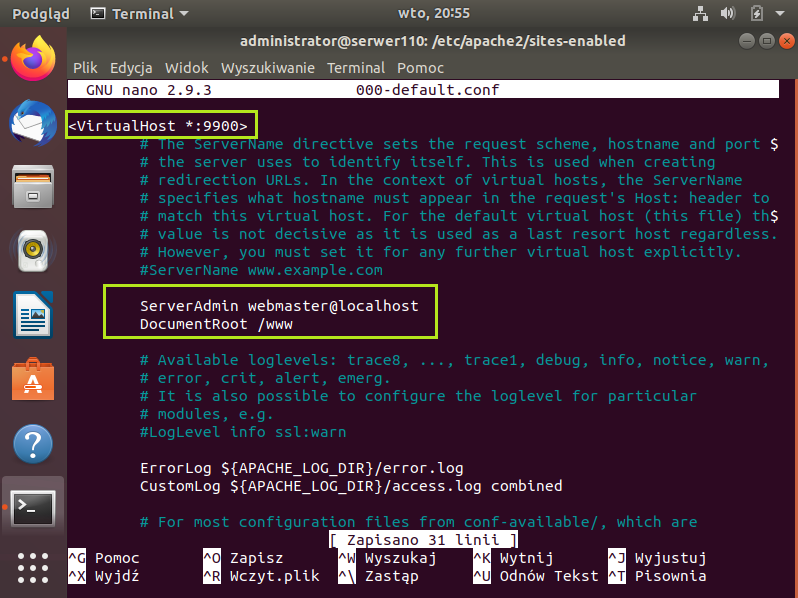 Podgląd Terminal wto, 20:55
administrator@serwer110: /etc/apache2/sites-enabled
Plik Edycja Widok Wyszukiwanie Terminal Pomoc
GNU nano 2.9.3 000-default.conf
<VirtualHost *:9900>
# The ServerName directive sets the request scheme, hostname and port $
# the server uses to identify itself. This is used when creating
# redirection URLs. In the context of virtual hosts, the ServerName
# specifies what hostname must appear in the request's Host: header to
# match this virtual host. For the default virtual host (this file) th$
# value is not decisive as it is used as a last resort host regardless.
# However, you must set it for any further virtual host explicitly.
#ServerName www.example.com
ServerAdmin webmaster@localhost
DocumentRoot /www
# Available loglevels: trace8, ..., trace1, debug, info, notice, warn,
# error, crit, alert, emerg.
# It is also possible to configure the loglevel for particular
# modules, e.g.
#LogLevel info ssl:warn
ErrorLog ${APACHE_LOG_DIR}/error.log
CustomLog ${APACHE_LOG_DIR}/access.log combined
# For most configuration files from conf-available/, which are
[ Zapisano 31 linii ]
^G Pomoc ^O Zapisz ^W Wyszukaj ^K Wytnij ^J Wyjustuj
^X Wyjdź ^R Wczyt.plik ^\ Zastąp ^U Odnów Tekst ^T Pisownia